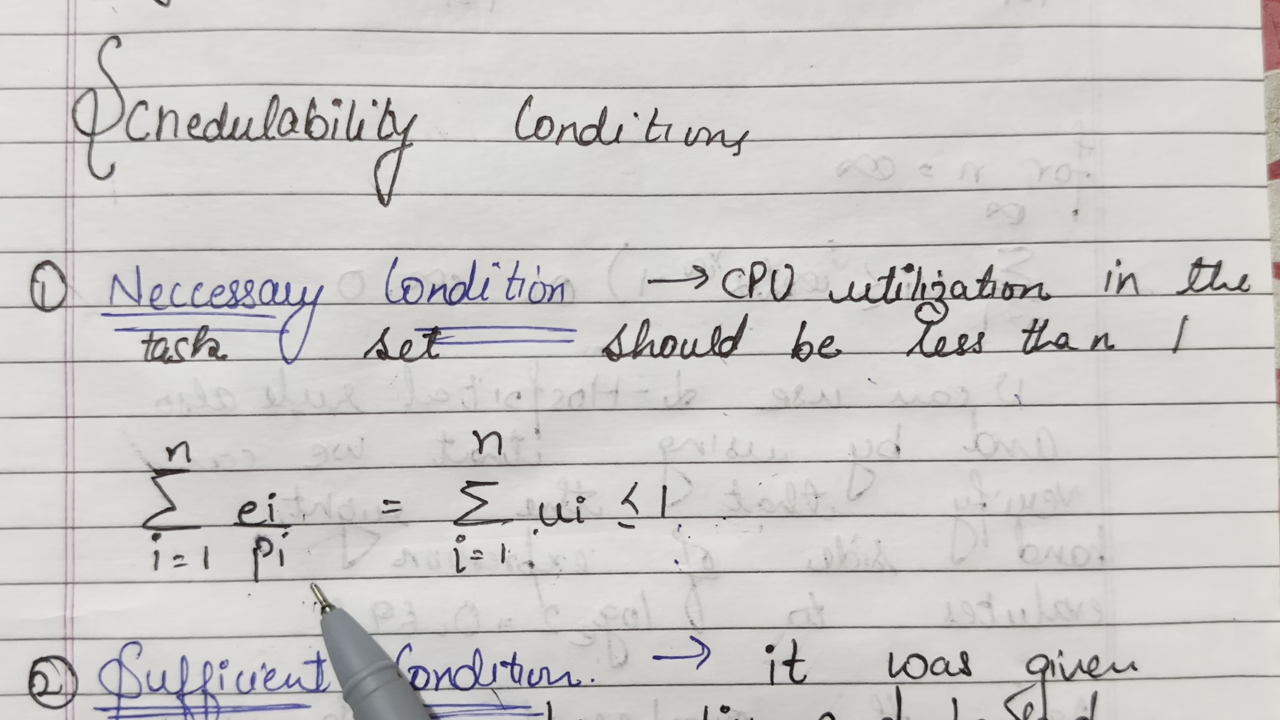 Schedulability Conditions
① Neccessary Condition → CPU utilization in the
task set should be less than 1
n n
∑ ei/pi = ∑ ui ≤ 1
i=1 i=1
② Sufficient Condition. → it was given